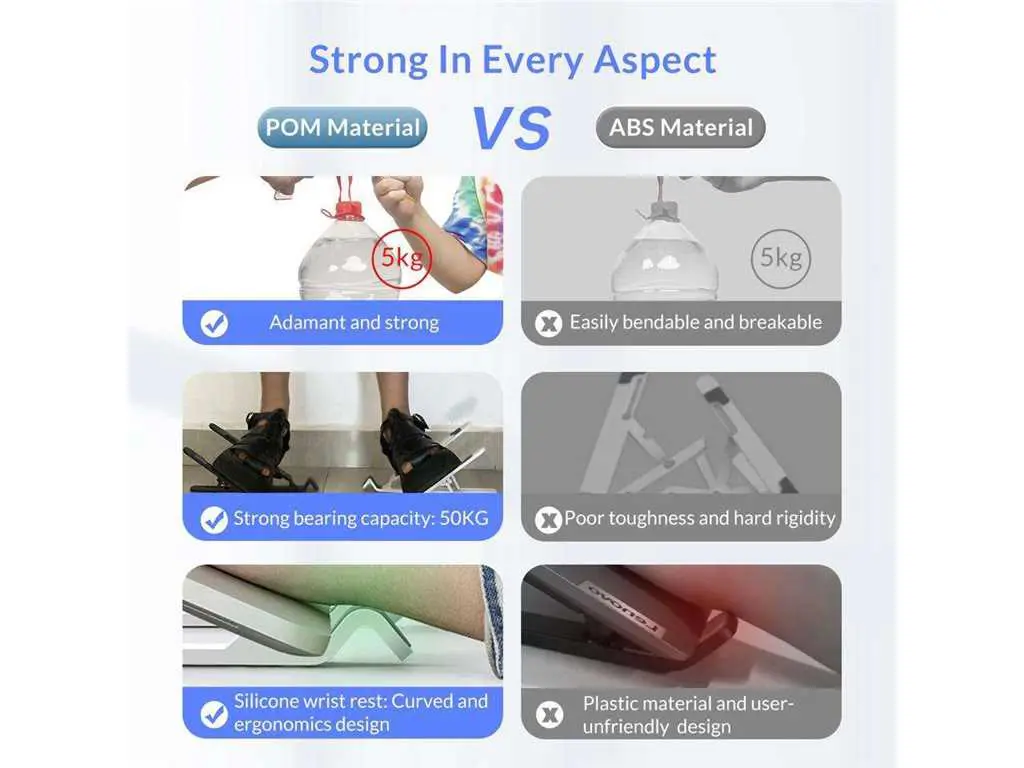 Strong In Every Aspect
POM Material
VS
ABS Material
5kg
5kg
Adamant and strong
Easily bendable and breakable
Strong bearing capacity: 50KG
Poor toughness and hard rigidity
Silicone wrist rest: Curved and
ergonomics design
Plastic material and user-
unfriendly design